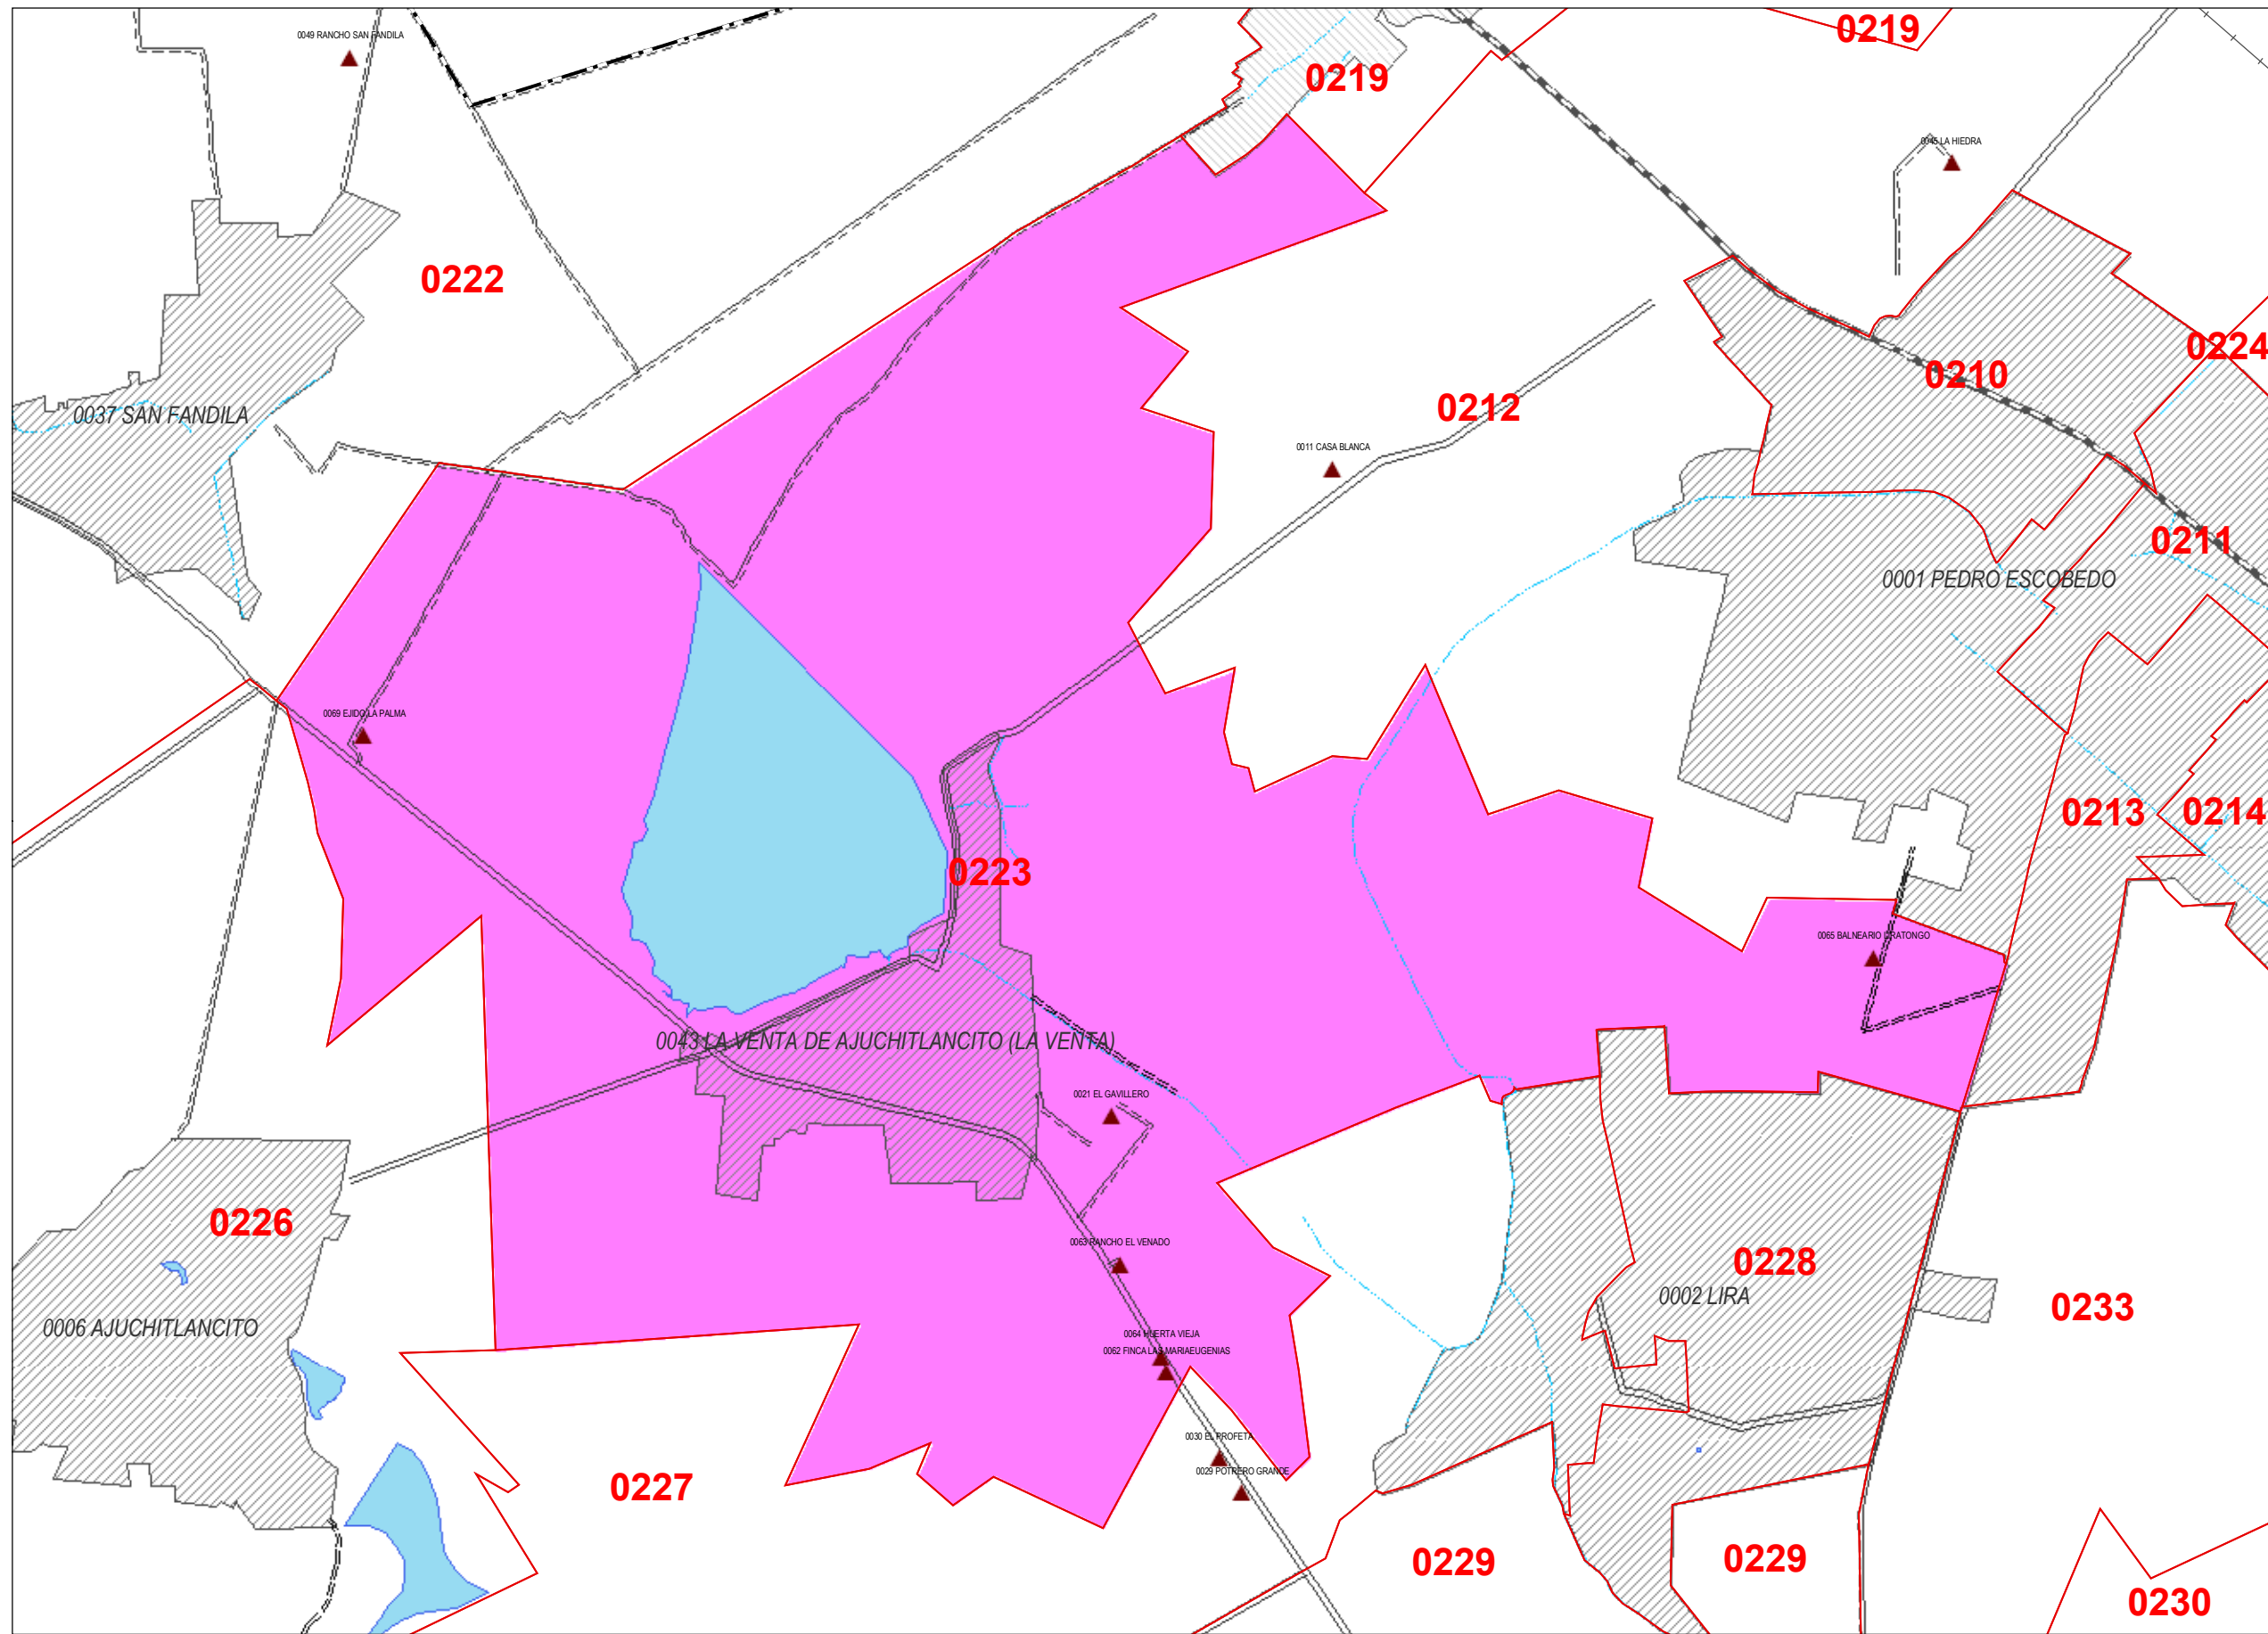 0219
0049 RANCHO SAN FANDILA
0219
0045 LA HIEDRA
0222
0224
0210
0037 SAN FANDILA
0212
0011 CASA BLANCA
0211
0001 PEDRO ESCOBEDO
0069 EJIDO LA PALMA
0213
0214
0223
0065 BALNEARIO ORATONGO
0043 LA VENTA DE AJUCHITLANCITO (LA VENTA)
0021 EL GAVILLERO
0226
0063 RANCHO EL VENADO
0228
0002 LIRA
0233
0006 AJUCHITLANCITO
0064 HUERTA VIEJA
0062 FINCA LAS MARIAEUGENIAS
0030 EL PROFETA
0029 POTRERO GRANDE
0227
0229
0229
0230